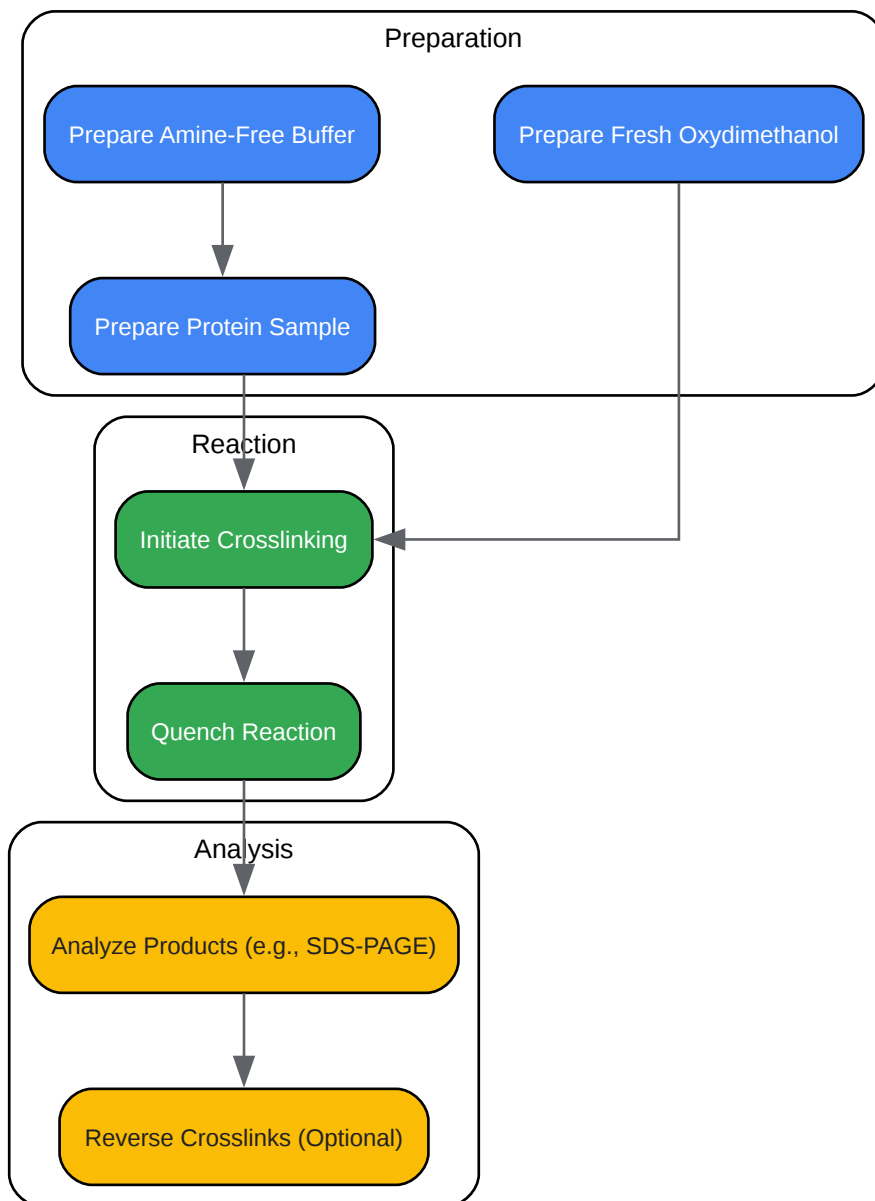 Preparation
Prepare Amine-Free Buffer
Prepare Fresh Oxydimethanol
Prepare Protein Sample
Reaction
Initiate Crosslinking
Quench Reaction
Analysis
Analyze Products (e.g., SDS-PAGE)
Reverse Crosslinks (Optional)